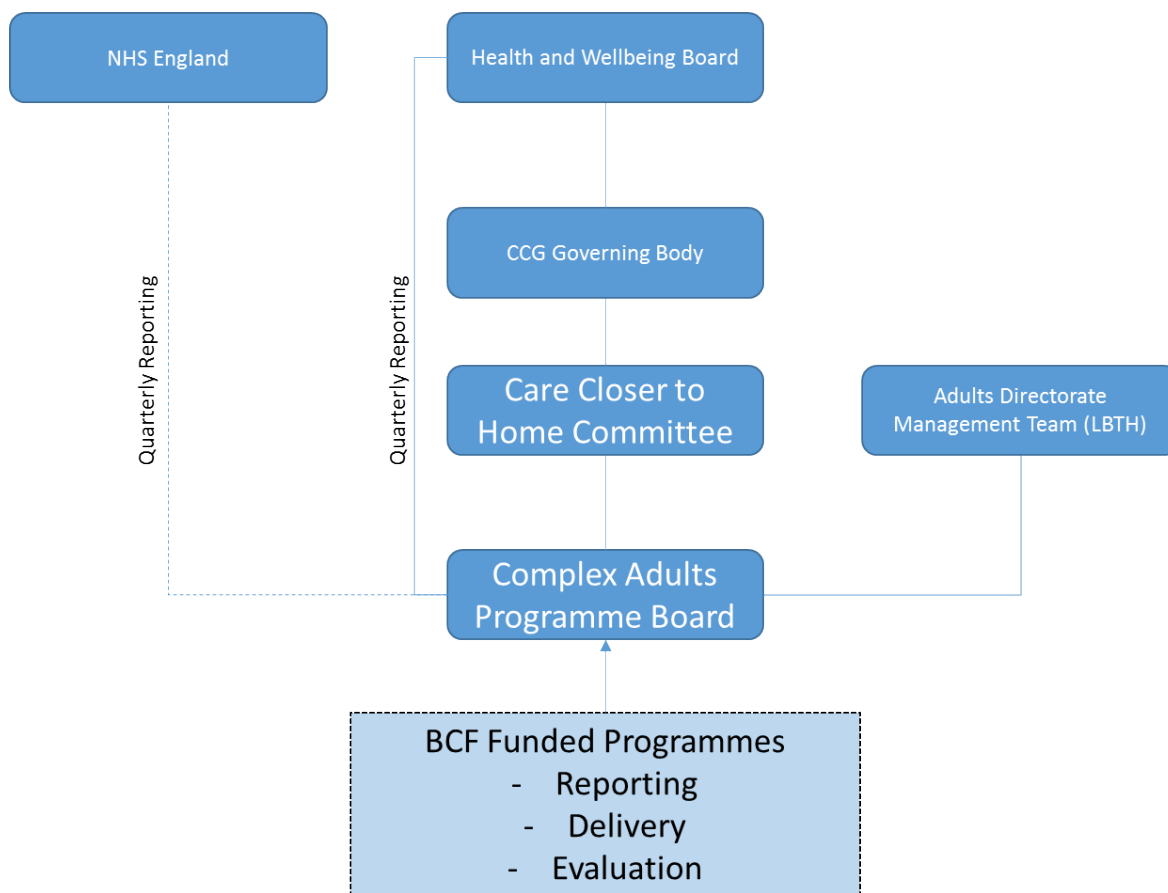 NHS England
Health and Wellbeing Board
CCG Governing Body
Quarterly Reporting
Quarterly Reporting
Care Closer to
Home Committee
Adults Directorate
Management Team (LBTH)
Complex Adults
Programme Board
BCF Funded Programmes
- Reporting
- Delivery
- Evaluation